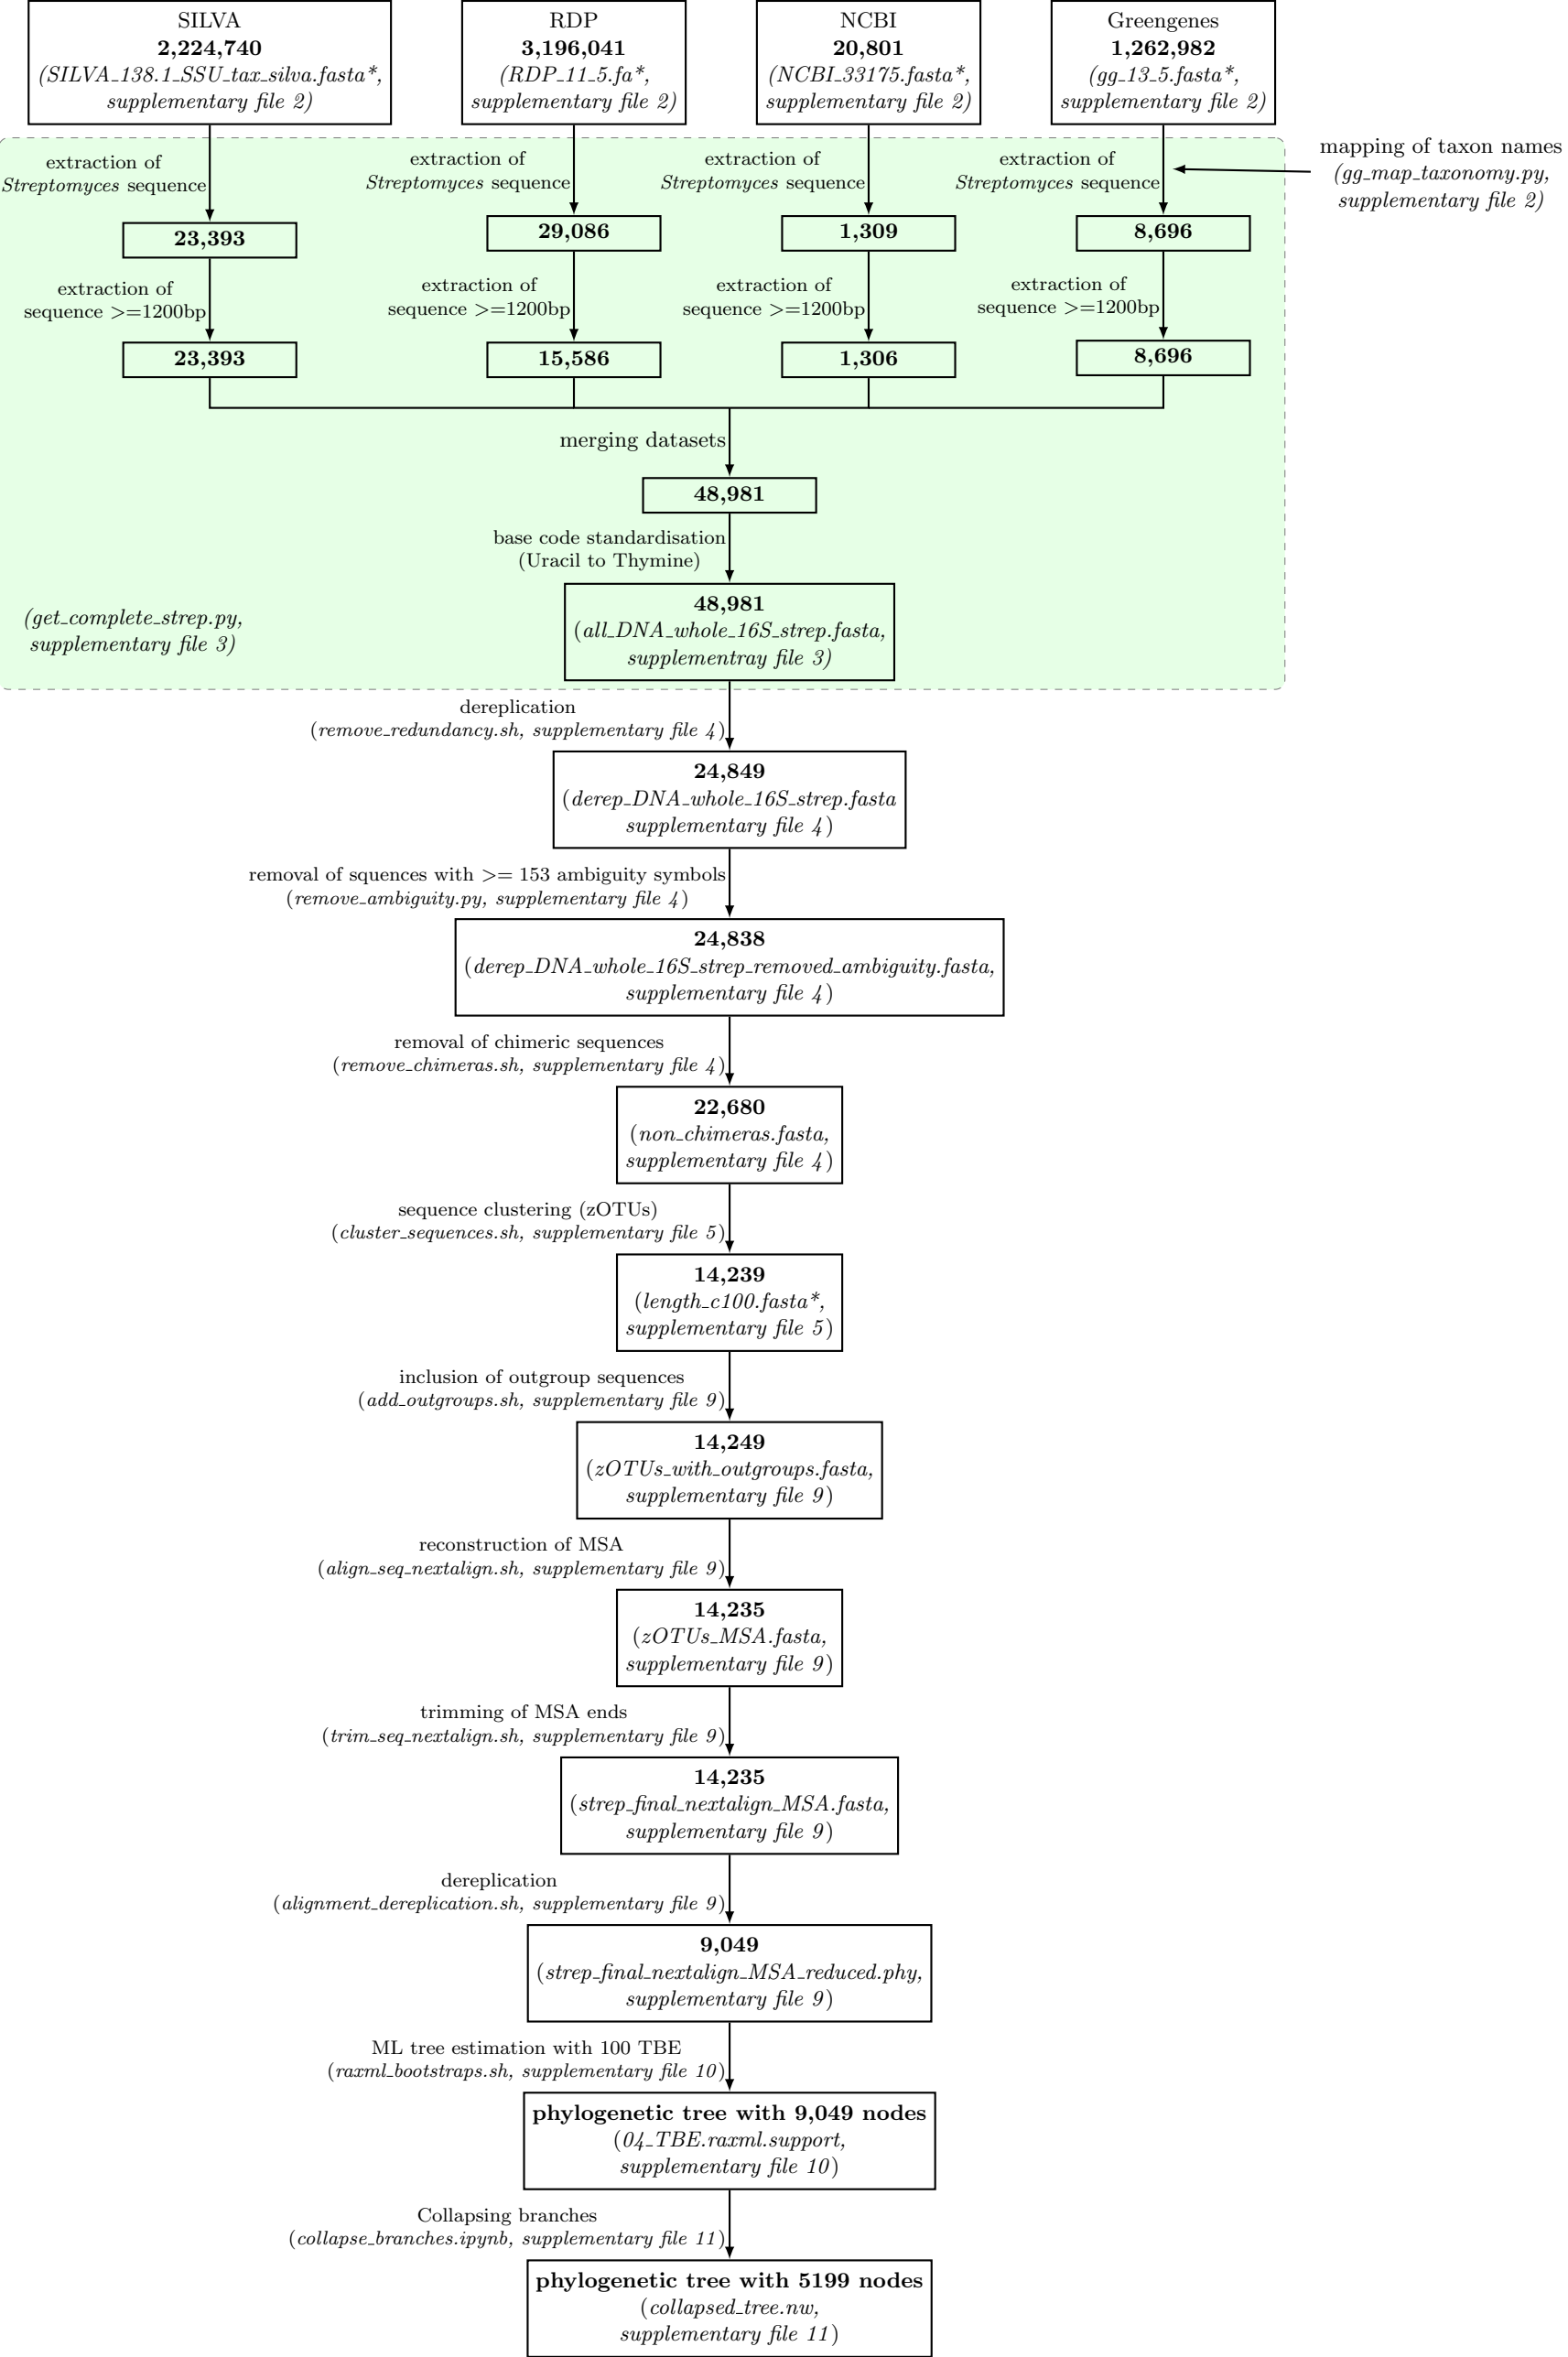 SILVA
2,224,740
(SILVA_138.1_SSU_tax_silva.fasta*,
supplementary file 2)
RDP
3,196,041
(RDP_11_5.fa*,
supplementary file 2)
NCBI
20,801
(NCBI_33175.fasta*,
supplementary file 2)
Greengenes
1,262,982
(gg_13_5.fasta*,
supplementary file 2)
mapping of taxon names
(gg_map_taxonomy.py,
supplementary file 2)
extraction of
Streptomyces sequence
extraction of
Streptomyces sequence
extraction of
Streptomyces sequence
extraction of
Streptomyces sequence
23,393
29,086
1,309
8,696
extraction of
sequence >=1200bp
extraction of
sequence >=1200bp
extraction of
sequence >=1200bp
extraction of
sequence >=1200bp
23,393
15,586
1,306
8,696
merging datasets
48,981
base code standardisation
(Uracil to Thymine)
48,981
(all_DNA_whole_16S_strep.fasta,
supplementray file 3)
(get_complete_strep.py,
supplementary file 3)
dereplication
(remove_redundancy.sh, supplementary file 4)
24,849
(derep_DNA_whole_16S_strep.fasta
supplementary file 4)
removal of squences with >= 153 ambiguity symbols
(remove_ambiguity.py, supplementary file 4)
24,838
(derep_DNA_whole_16S_strep_removed_ambiguity.fasta,
supplementary file 4)
removal of chimeric sequences
(remove_chimeras.sh, supplementary file 4)
22,680
(non_chimeras.fasta,
supplementary file 4)
sequence clustering (zOTUs)
(cluster_sequences.sh, supplementary file 5)
14,239
(length_c100.fasta*,
supplementary file 5)
inclusion of outgroup sequences
(add_outgroups.sh, supplementary file 9)
14,249
(zOTUs_with_outgroups.fasta,
supplementary file 9)
reconstruction of MSA
(align_seq_nextalign.sh, supplementary file 9)
14,235
(zOTUs_MSA.fasta,
supplementary file 9)
trimming of MSA ends
(trim_seq_nextalign.sh, supplementary file 9)
14,235
(strep_final_nextalign_MSA.fasta,
supplementary file 9)
dereplication
(alignment_dereplication.sh, supplementary file 9)
9,049
(strep_final_nextalign_MSA_reduced.phy,
supplementary file 9)
ML tree estimation with 100 TBE
(raxml_bootstraps.sh, supplementary file 10)
phylogenetic tree with 9,049 nodes
(04_TBE.raxml.support,
supplementary file 10)
Collapsing branches
(collapse_branches.ipynb, supplementary file 11)
phylogenetic tree with 5199 nodes
(collapsed_tree.nw,
supplementary file 11)